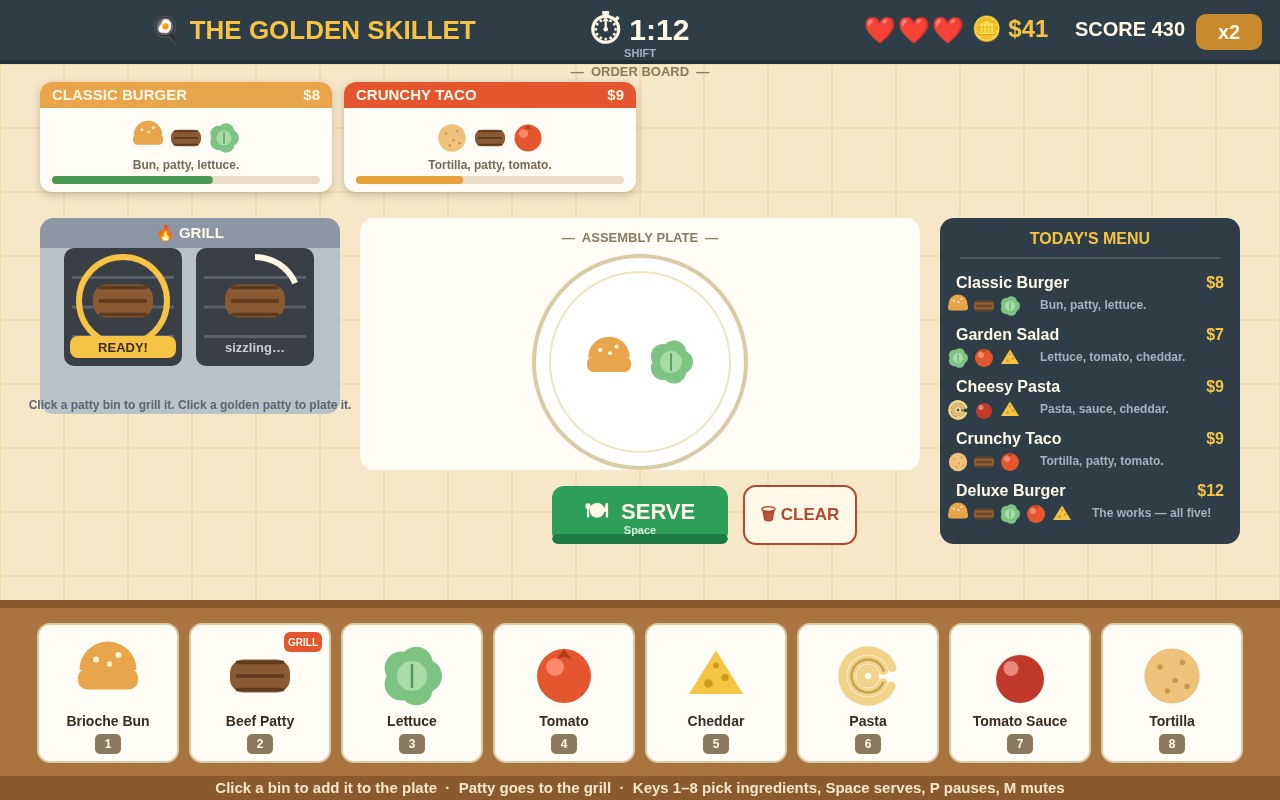 THE GOLDEN SKILLET
1:12
SHIFT
$41
SCORE 430
x2
— ORDER BOARD —
CLASSIC BURGER $8
Bun, patty, lettuce.
CRUNCHY TACO $9
Tortilla, patty, tomato.
GRILL
READY!
sizzling…
Click a patty bin to grill it. Click a golden patty to plate it.
— ASSEMBLY PLATE —
SERVE
Space
CLEAR
TODAY'S MENU
Classic Burger $8
Bun, patty, lettuce.
Garden Salad $7
Lettuce, tomato, cheddar.
Cheesy Pasta $9
Pasta, sauce, cheddar.
Crunchy Taco $9
Tortilla, patty, tomato.
Deluxe Burger $12
The works — all five!
GRILL
Brioche Bun
1
Beef Patty
2
Lettuce
3
Tomato
4
Cheddar
5
Pasta
6
Tomato Sauce
7
Tortilla
8
Click a bin to add it to the plate · Patty goes to the grill · Keys 1–8 pick ingredients, Space serves, P pauses, M mutes